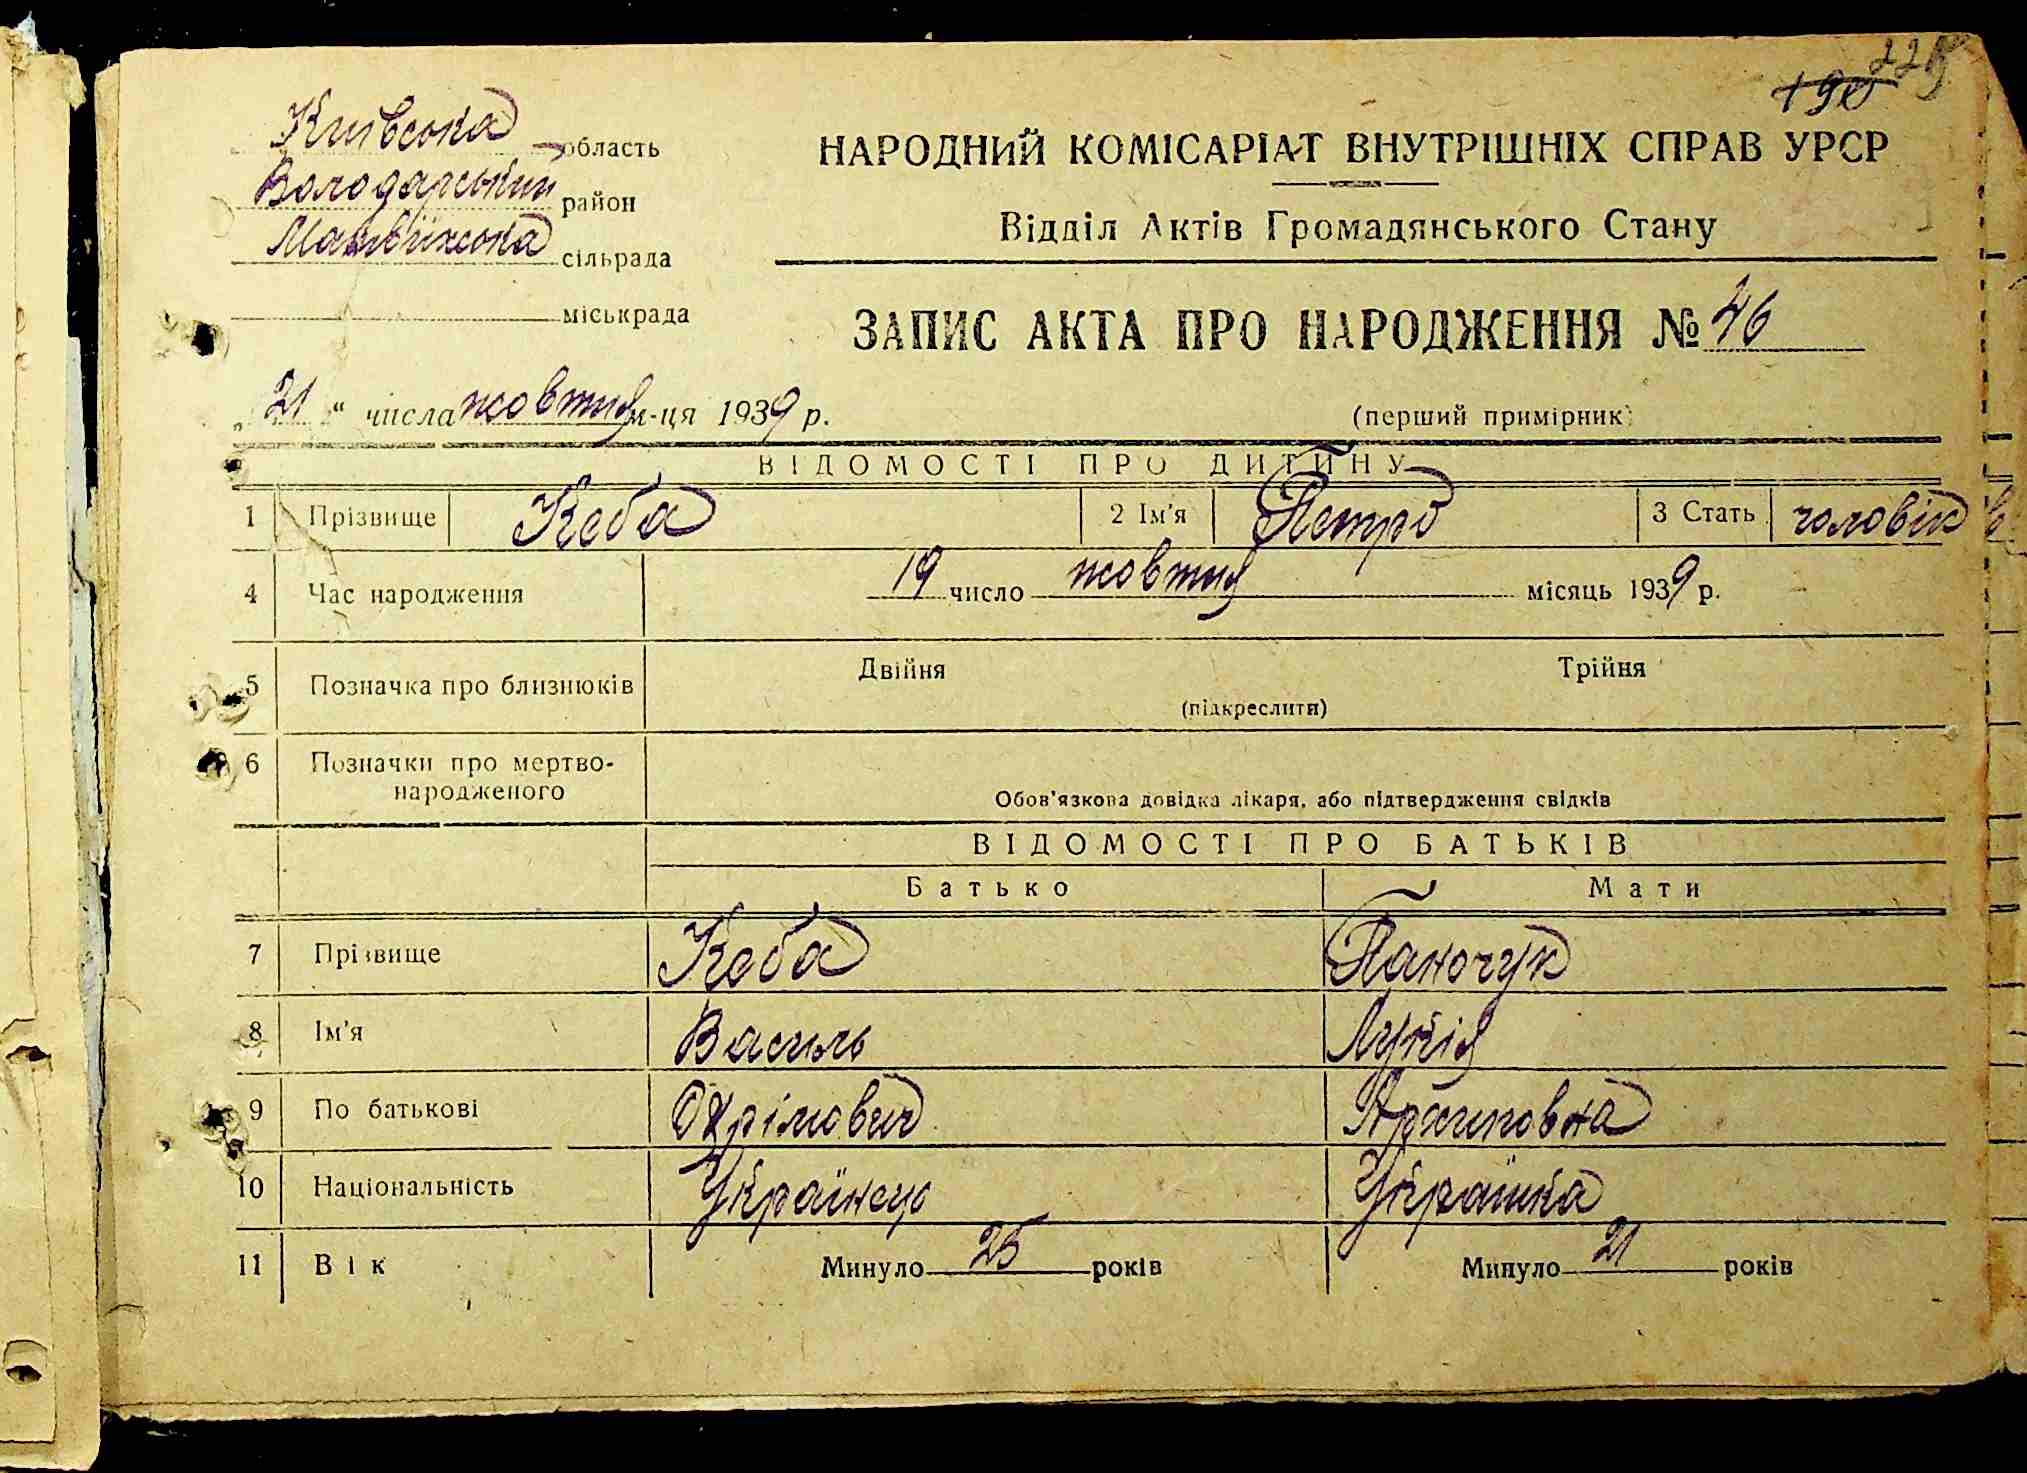 190
Київська область
Володарський район
Матвійхська сільрада
міськрада
НАРОДНИЙ КОМІСАРІАТ ВНУТРІШНІХ СПРАВ УРСР
Відділ Актів Громадянського Стану
ЗАПИС АКТА ПРО НАРОДЖЕННЯ № 46
„21“ числа жовтня м-ця 1939 р.
(перший примірник)
ВІДОМОСТІ ПРО ДИТИНУ
1 Прізвище Кеба 2 Ім'я Петро 3 Стать чоловік
4 Час народження 19 число жовтня місяць 1939 р.
5 Позначка про близнюків Двійня Трійня
(підкреслити)
6 Позначки про мертво-
народженого
Обов'язкова довідка лікаря, або підтвердження свідків
ВІДОМОСТІ ПРО БАТЬКІВ
Батько Мати
7 Прізвище Кеба Паночук
8 Ім'я Василь Лукія
9 По батькові Охрімович Архиповна
10 Національність Українець Українка
11 Вік Минуло 25 років Минуло 21 років